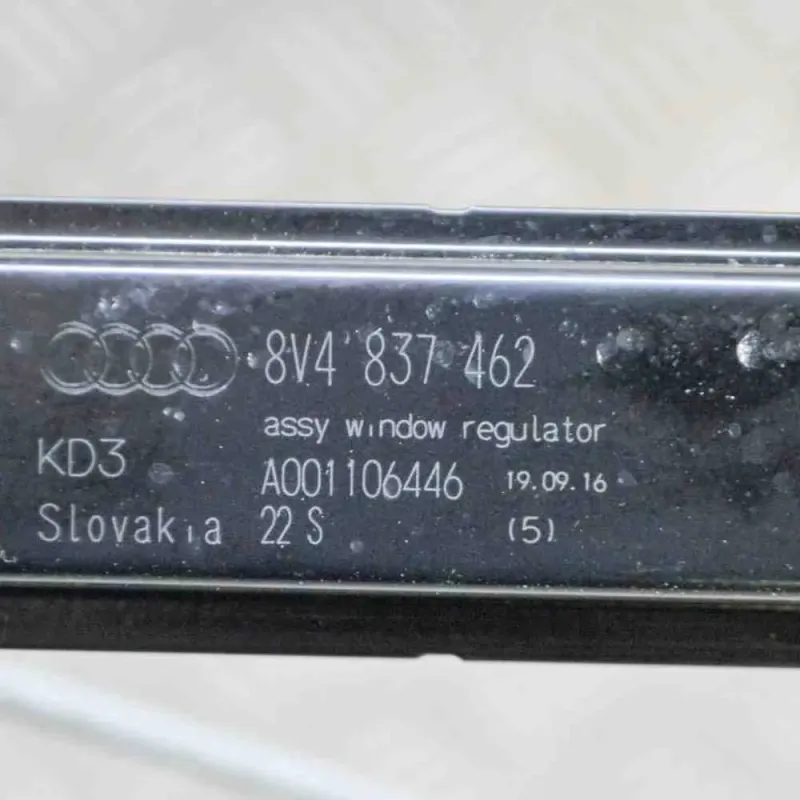 8V4 837 462
assy window regulator
KD3 A001106446 19.09.16
Slovakia 22 S (5)